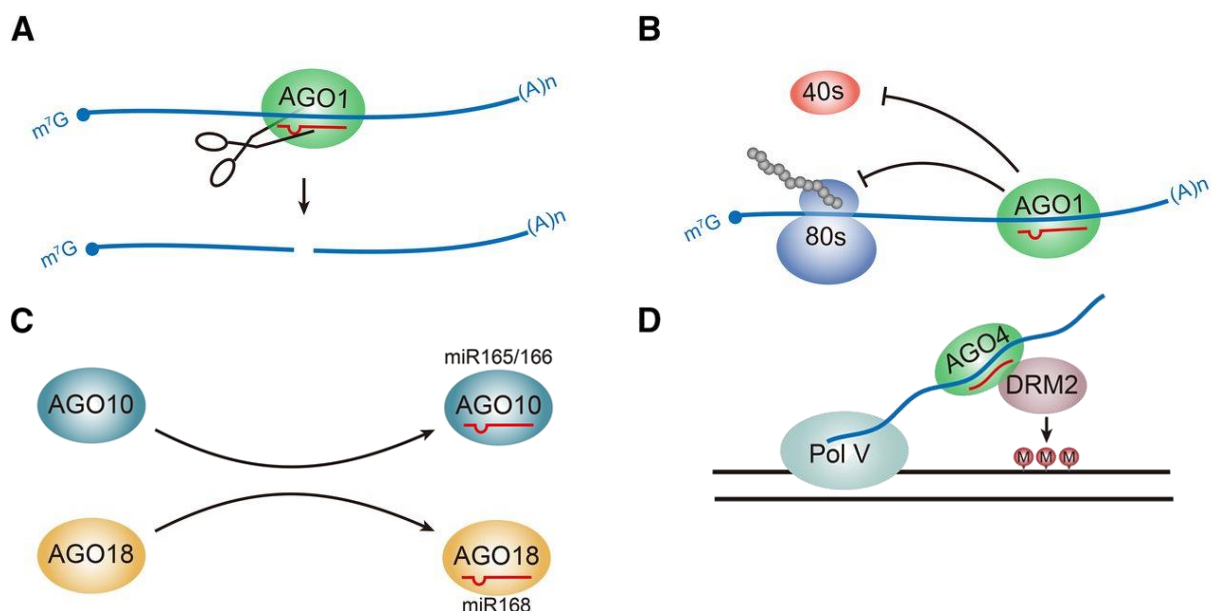 A
AGO1
(A)n
m⁷G
(A)n
m⁷G
B
40s
AGO1
(A)n
m⁷G
80s
C
miR165/166
AGO10
AGO10
AGO18
AGO18
miR168
D
AGO4
DRM2
Pol V
M M M